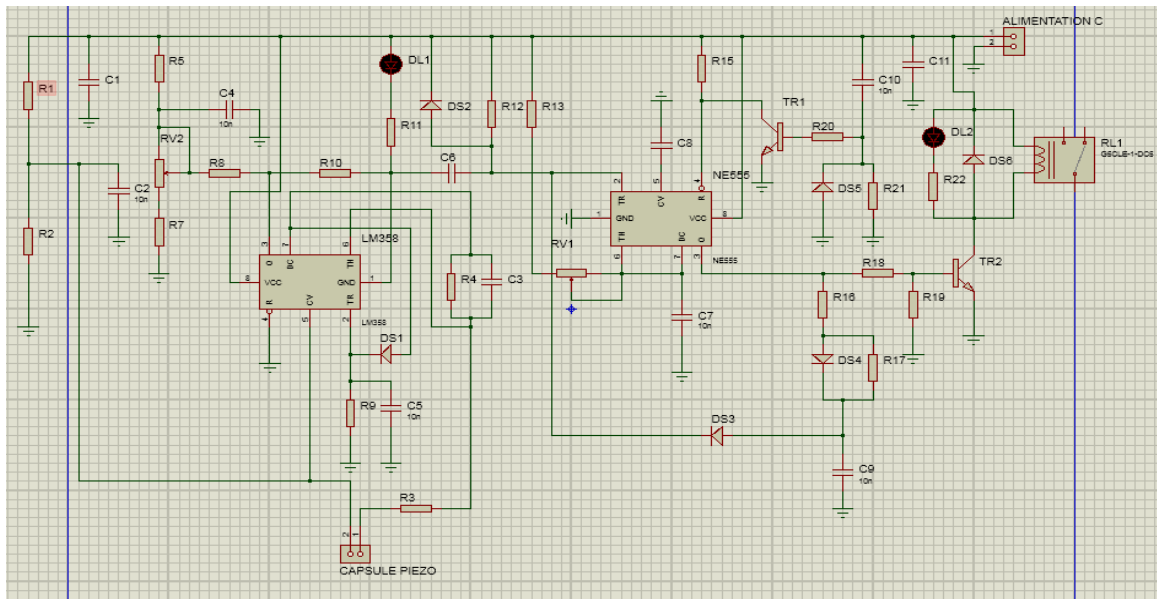 ALIMENTATION C
1
2
R1
C1
R5
C4
10n
DL1
DS2
R12
R13
R15
TR1
C10
10n
C11
R11
R20
DL2
RL1
G5CLE-1-DC5
RV2
R8
R10
C6
C8
NE555
DS5
R21
R22
DS6
C2
10n
R2
R7
2
5
4
TR
CV
R
1
GND
VCC
8
TR
DC
O
6
7
3
NE555
RV1
3
7
6
LM358
O
DC
TH
8
VCC
GND
1
R
CV
TR
4
5
2
LM358
R4
C3
C7
10n
R18
TR2
R16
R19
DS1
DS4
R17
R9
C5
10n
DS3
C9
10n
R3
2
1
CAPSULE PIEZO